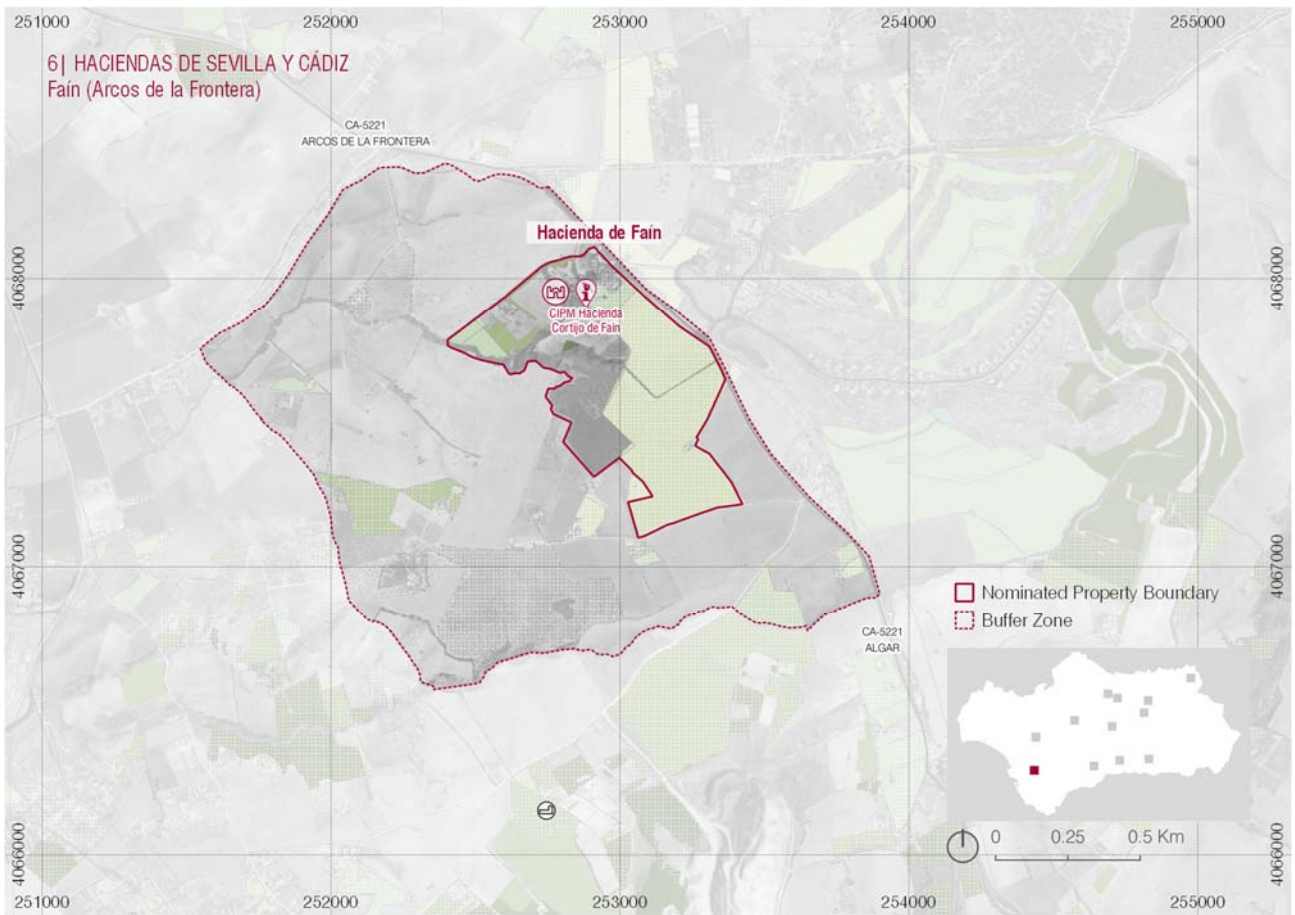 251000 252000 253000 254000 255000
6| HACIENDAS DE SEVILLA Y CÁDIZ
Faín (Arcos de la Frontera)
CA-5221
ARCOS DE LA FRONTERA
Hacienda de Faín
4068000 4068000
CIPM Hacienda
Cortijo de Faín
4067000 4067000
Nominated Property Boundary
Buffer Zone
CA-5221
ALGAR
0 0.25 0.5 Km
4066000 4066000
251000 252000 253000 254000 255000